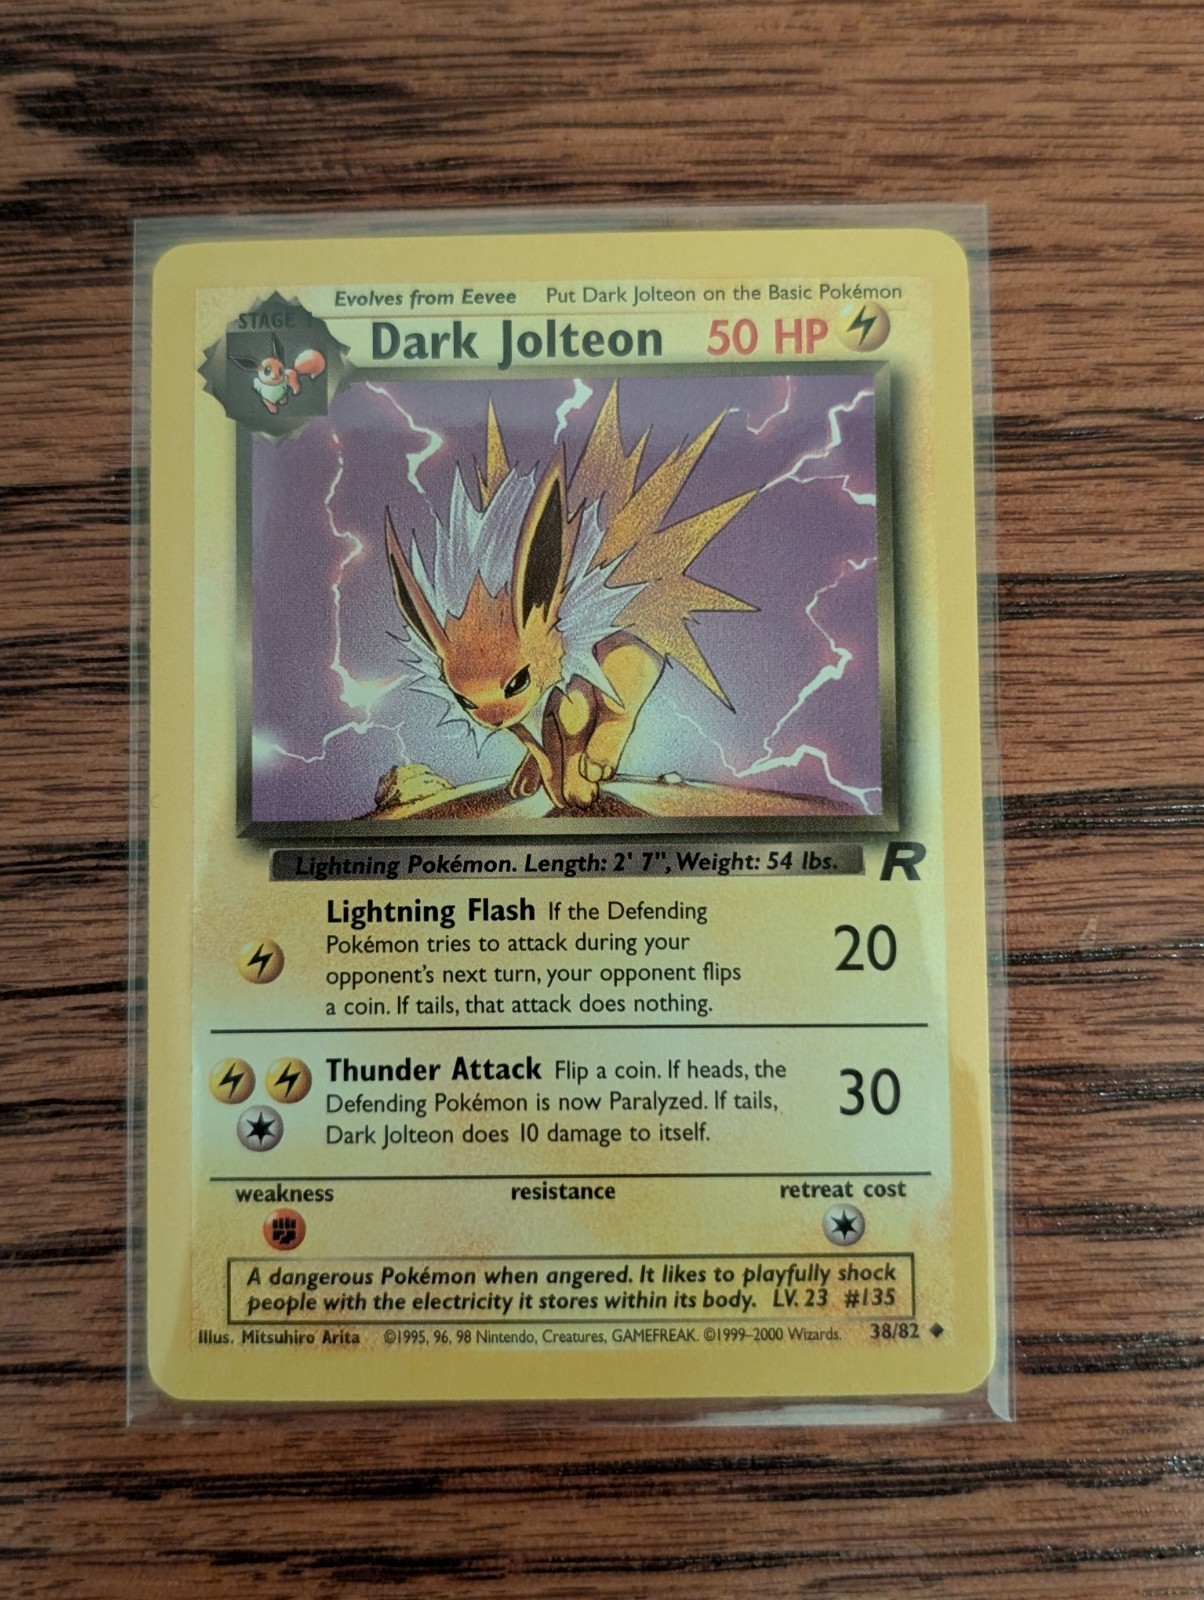 Evolves from Eevee Put Dark Jolteon on the Basic Pokémon
STAGE 1
Dark Jolteon 50 HP
Lightning Pokémon. Length: 2' 7", Weight: 54 lbs.
R
Lightning Flash If the Defending
Pokémon tries to attack during your
opponent's next turn, your opponent flips
a coin. If tails, that attack does nothing.
20
Thunder Attack Flip a coin. If heads, the
Defending Pokémon is now Paralyzed. If tails,
Dark Jolteon does 10 damage to itself.
30
weakness resistance retreat cost
A dangerous Pokémon when angered. It likes to playfully shock
people with the electricity it stores within its body. LV. 23 #135
Illus. Mitsuhiro Arita ©1995, 96, 98 Nintendo, Creatures, GAMEFREAK. ©1999–2000 Wizards. 38/82